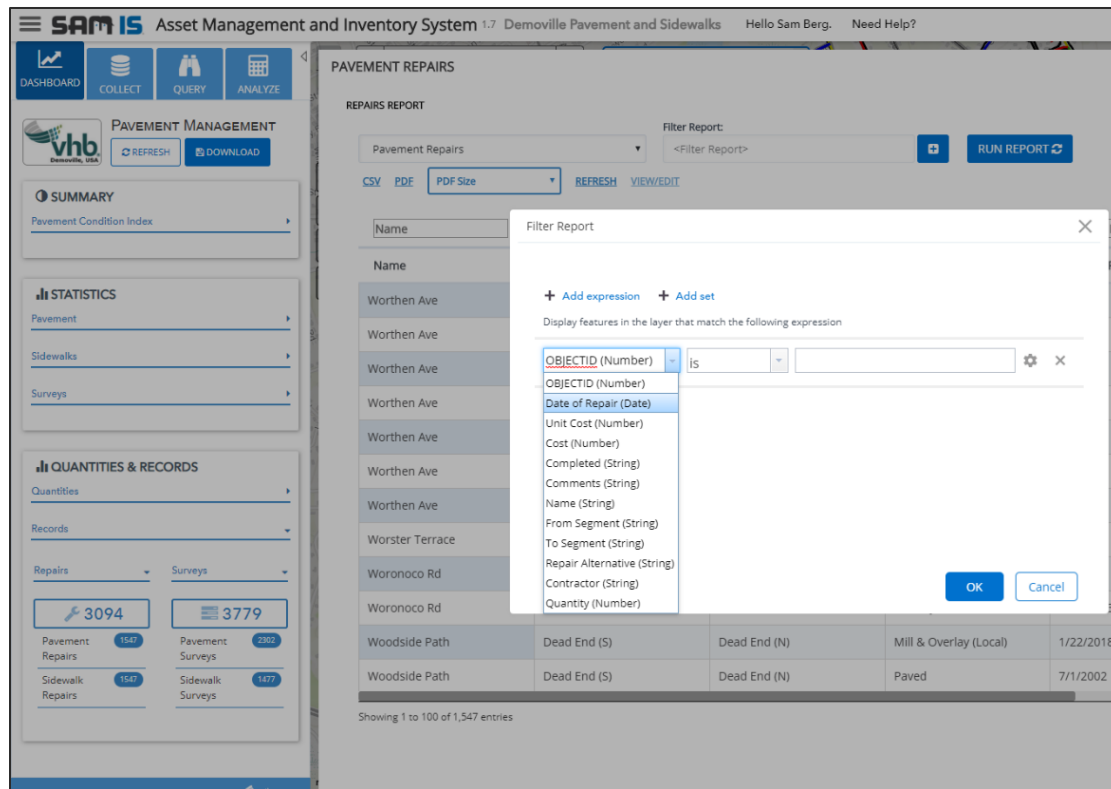 SAM IS Asset Management and Inventory System 1.7 Demoville Pavement and Sidewalks Hello Sam Berg. Need Help?
DASHBOARD
COLLECT
QUERY
ANALYZE
vhb.
Demoville, USA
PAVEMENT MANAGEMENT
REFRESH
DOWNLOAD
SUMMARY
Pavement Condition Index
STATISTICS
Pavement
Sidewalks
Surveys
QUANTITIES & RECORDS
Quantities
Records
Repairs
Surveys
3094
3779
Pavement Repairs
1547
Pavement Surveys
2302
Sidewalk Repairs
1547
Sidewalk Surveys
1477
PAVEMENT REPAIRS
REPAIRS REPORT
Filter Report:
Pavement Repairs
<Filter Report>
RUN REPORT
CSV PDF PDF Size REFRESH VIEW/EDIT
Name
Name
Worthen Ave
Worthen Ave
Worthen Ave
Worthen Ave
Worthen Ave
Worthen Ave
Worthen Ave
Worster Terrace
Woronoco Rd
Woronoco Rd
Woodside Path Dead End (S) Dead End (N) Mill & Overlay (Local) 1/22/2018
Woodside Path Dead End (S) Dead End (N) Paved 7/1/2002
Showing 1 to 100 of 1,547 entries
Filter Report
+ Add expression + Add set
Display features in the layer that match the following expression
OBJECTID (Number) is
OBJECTID (Number)
Date of Repair (Date)
Unit Cost (Number)
Cost (Number)
Completed (String)
Comments (String)
Name (String)
From Segment (String)
To Segment (String)
Repair Alternative (String)
Contractor (String)
Quantity (Number)
OK
Cancel